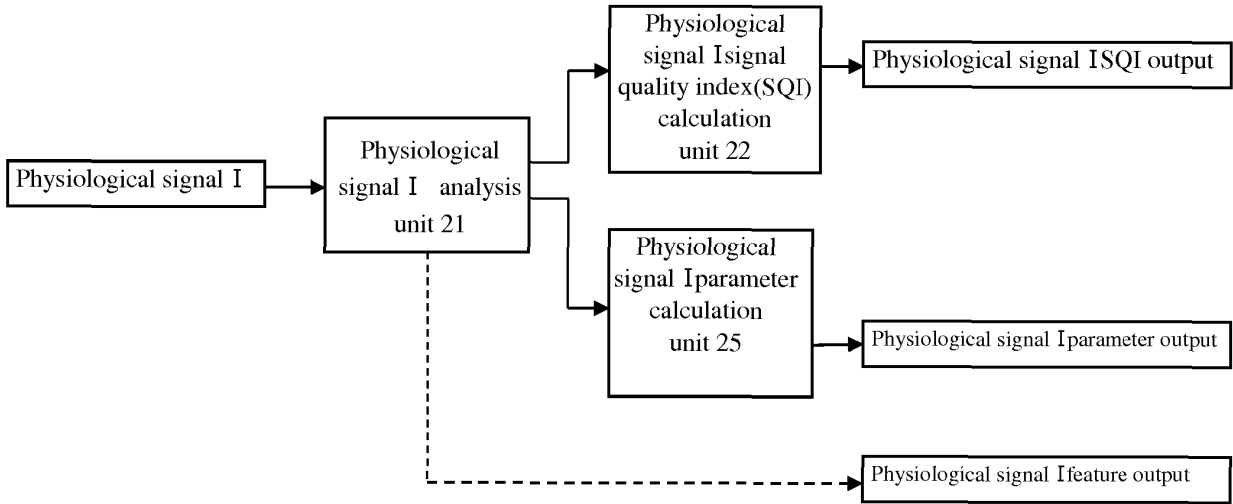 Physiological signal I
Physiological
signal I analysis
unit 21
Physiological
signal Isignal
quality index(SQI)
calculation
unit 22
Physiological signal ISQI output
Physiological
signal Iparameter
calculation
unit 25
Physiological signal Iparameter output
Physiological signal Ifeature output